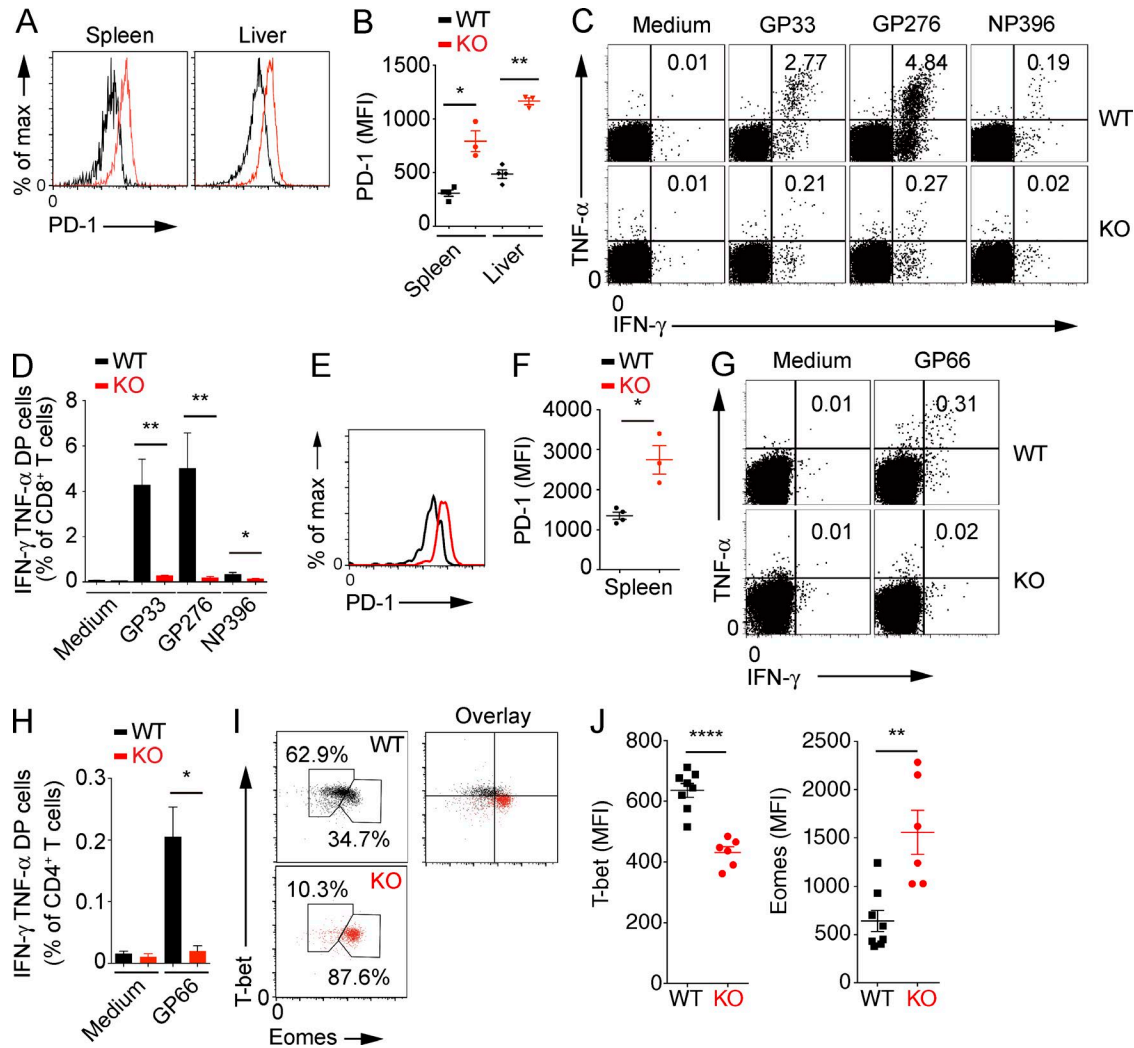 A
Spleen
Liver
% of max
0
0
PD-1
B
WT
KO
PD-1 (MFI)
1500
1000
500
0
*
**
Spleen
Liver
C
Medium
GP33
GP276
NP396
0.01
2.77
4.84
0.19
WT
0.01
0.21
0.27
0.02
KO
TNF-α
0
0
IFN-γ
D
WT
KO
IFN-γ TNF-α DP cells
(% of CD8+ T cells)
8
6
4
2
0
**
**
*
Medium
GP33
GP276
NP396
E
% of max
0
PD-1
F
WT
KO
PD-1 (MFI)
4000
3000
2000
1000
0
*
Spleen
G
Medium
GP66
0.01
0.31
WT
0.01
0.02
KO
TNF-α
0
0
IFN-γ
H
WT
KO
IFN-γ TNF-α DP cells
(% of CD4+ T cells)
0.3
0.2
0.1
0
*
Medium
GP66
I
Overlay
62.9%
WT
34.7%
10.3%
KO
87.6%
T-bet
0
0
Eomes
J
T-bet (MFI)
800
600
400
200
0
****
WT
KO
Eomes (MFI)
2500
2000
1500
1000
500
0
**
WT
KO